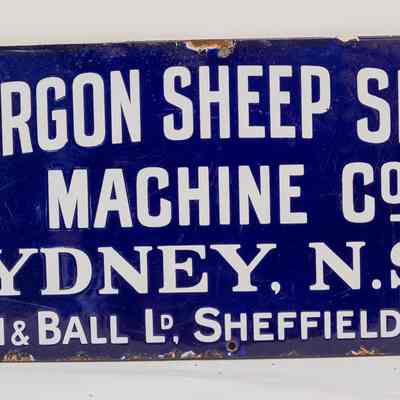 RGON SHEEP S
MACHINE Cº
YDNEY, N.S
& BALL Lᴰ, SHEFFIELD